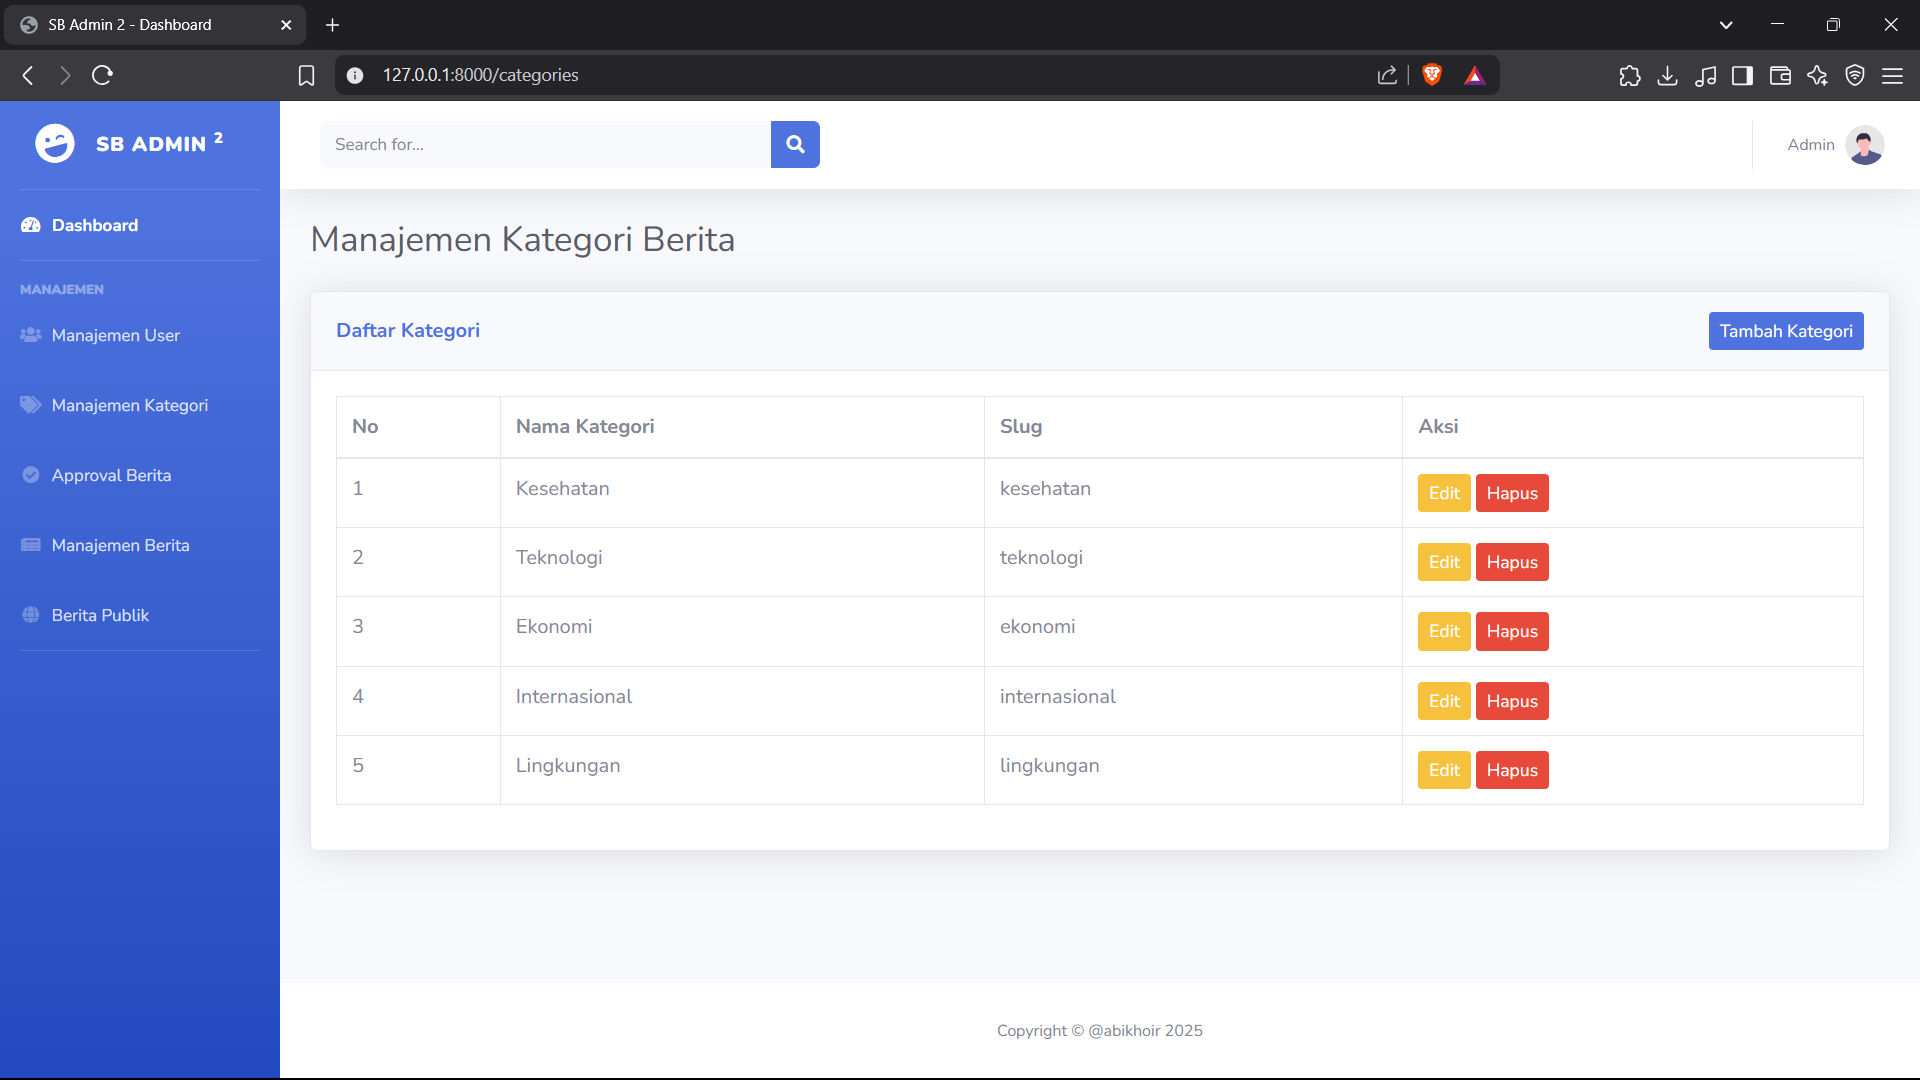 SB Admin 2 - Dashboard
127.0.0.1:8000/categories
SB ADMIN 2
Search for...
Admin
Dashboard
MANAJEMEN
Manajemen User
Manajemen Kategori
Approval Berita
Manajemen Berita
Berita Publik
Manajemen Kategori Berita
Daftar Kategori
Tambah Kategori
No Nama Kategori Slug Aksi
1 Kesehatan kesehatan Edit Hapus
2 Teknologi teknologi Edit Hapus
3 Ekonomi ekonomi Edit Hapus
4 Internasional internasional Edit Hapus
5 Lingkungan lingkungan Edit Hapus
Copyright © @abikhoir 2025